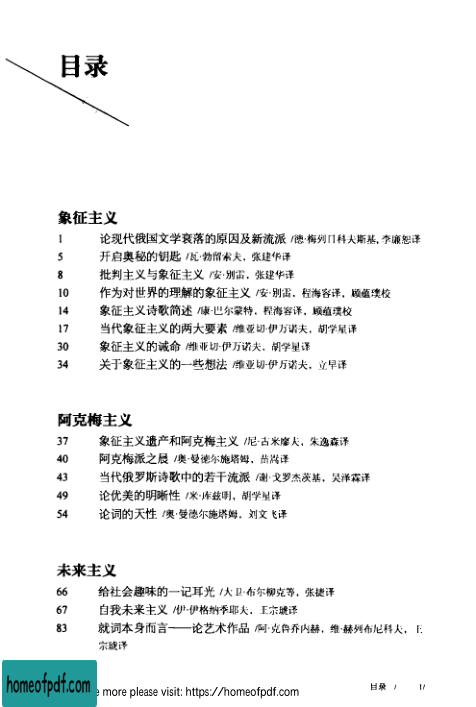 目录
象征主义
1 论现代俄国文学衰落的原因及新流派 /德·梅列日科夫斯基, 李廉恕译
5 开启奥秘的钥匙 /瓦·勃留索夫, 张建华译
8 批判主义与象征主义 /安·别雷, 张建华译
10 作为对世界的理解的象征主义 /安·别雷, 程海容译, 顾蕴璞校
14 象征主义诗歌简述 /康·巴尔蒙特, 程海容译, 顾蕴璞校
17 当代象征主义的两大要素 /维亚切·伊万诺夫, 胡学星译
30 象征主义的诫命 /维亚切·伊万诺夫, 胡学星译
34 关于象征主义的一些想法 /维亚切·伊万诺夫, 立早译
阿克梅主义
37 象征主义遗产和阿克梅主义 /尼·古米廖夫, 朱逸森译
40 阿克梅派之晨 /奥·曼德尔施塔姆, 苗嵩译
43 当代俄罗斯诗歌中的若干流派 /谢·戈罗杰茨基, 吴泽霖译
49 论优美的明晰性 /米·库兹明, 胡学星译
54 论词的天性 /奥·曼德尔施塔姆, 刘文飞译
未来主义
66 给社会趣味的一记耳光 /大卫·布尔柳克等, 张捷译
67 自我未来主义 /伊·伊格纳季耶夫, 王宗琥译
83 就词本身而言——论艺术作品 /阿·克鲁乔内赫, 维·赫列布尼科夫, 王
宗琥译
目录 / 1/
homeofpdf.com
e more please visit: https://homeofpdf.com